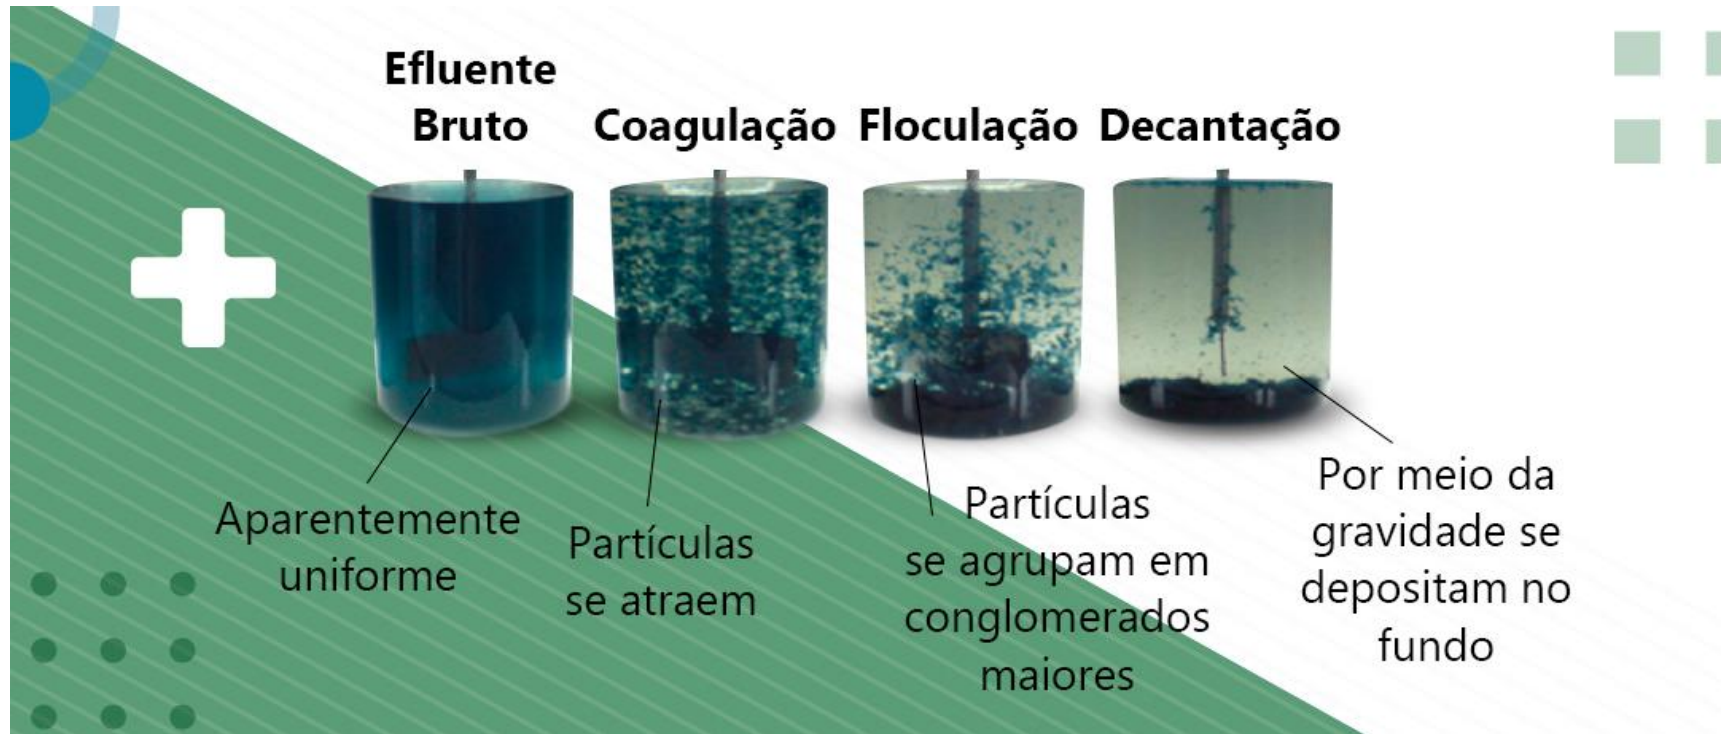 Efluente
Bruto
Coagulação
Floculação
Decantação
Aparentemente
uniforme
Partículas
se atraem
Partículas
se agrupam em
conglomerados
maiores
Por meio da
gravidade se
depositam no
fundo